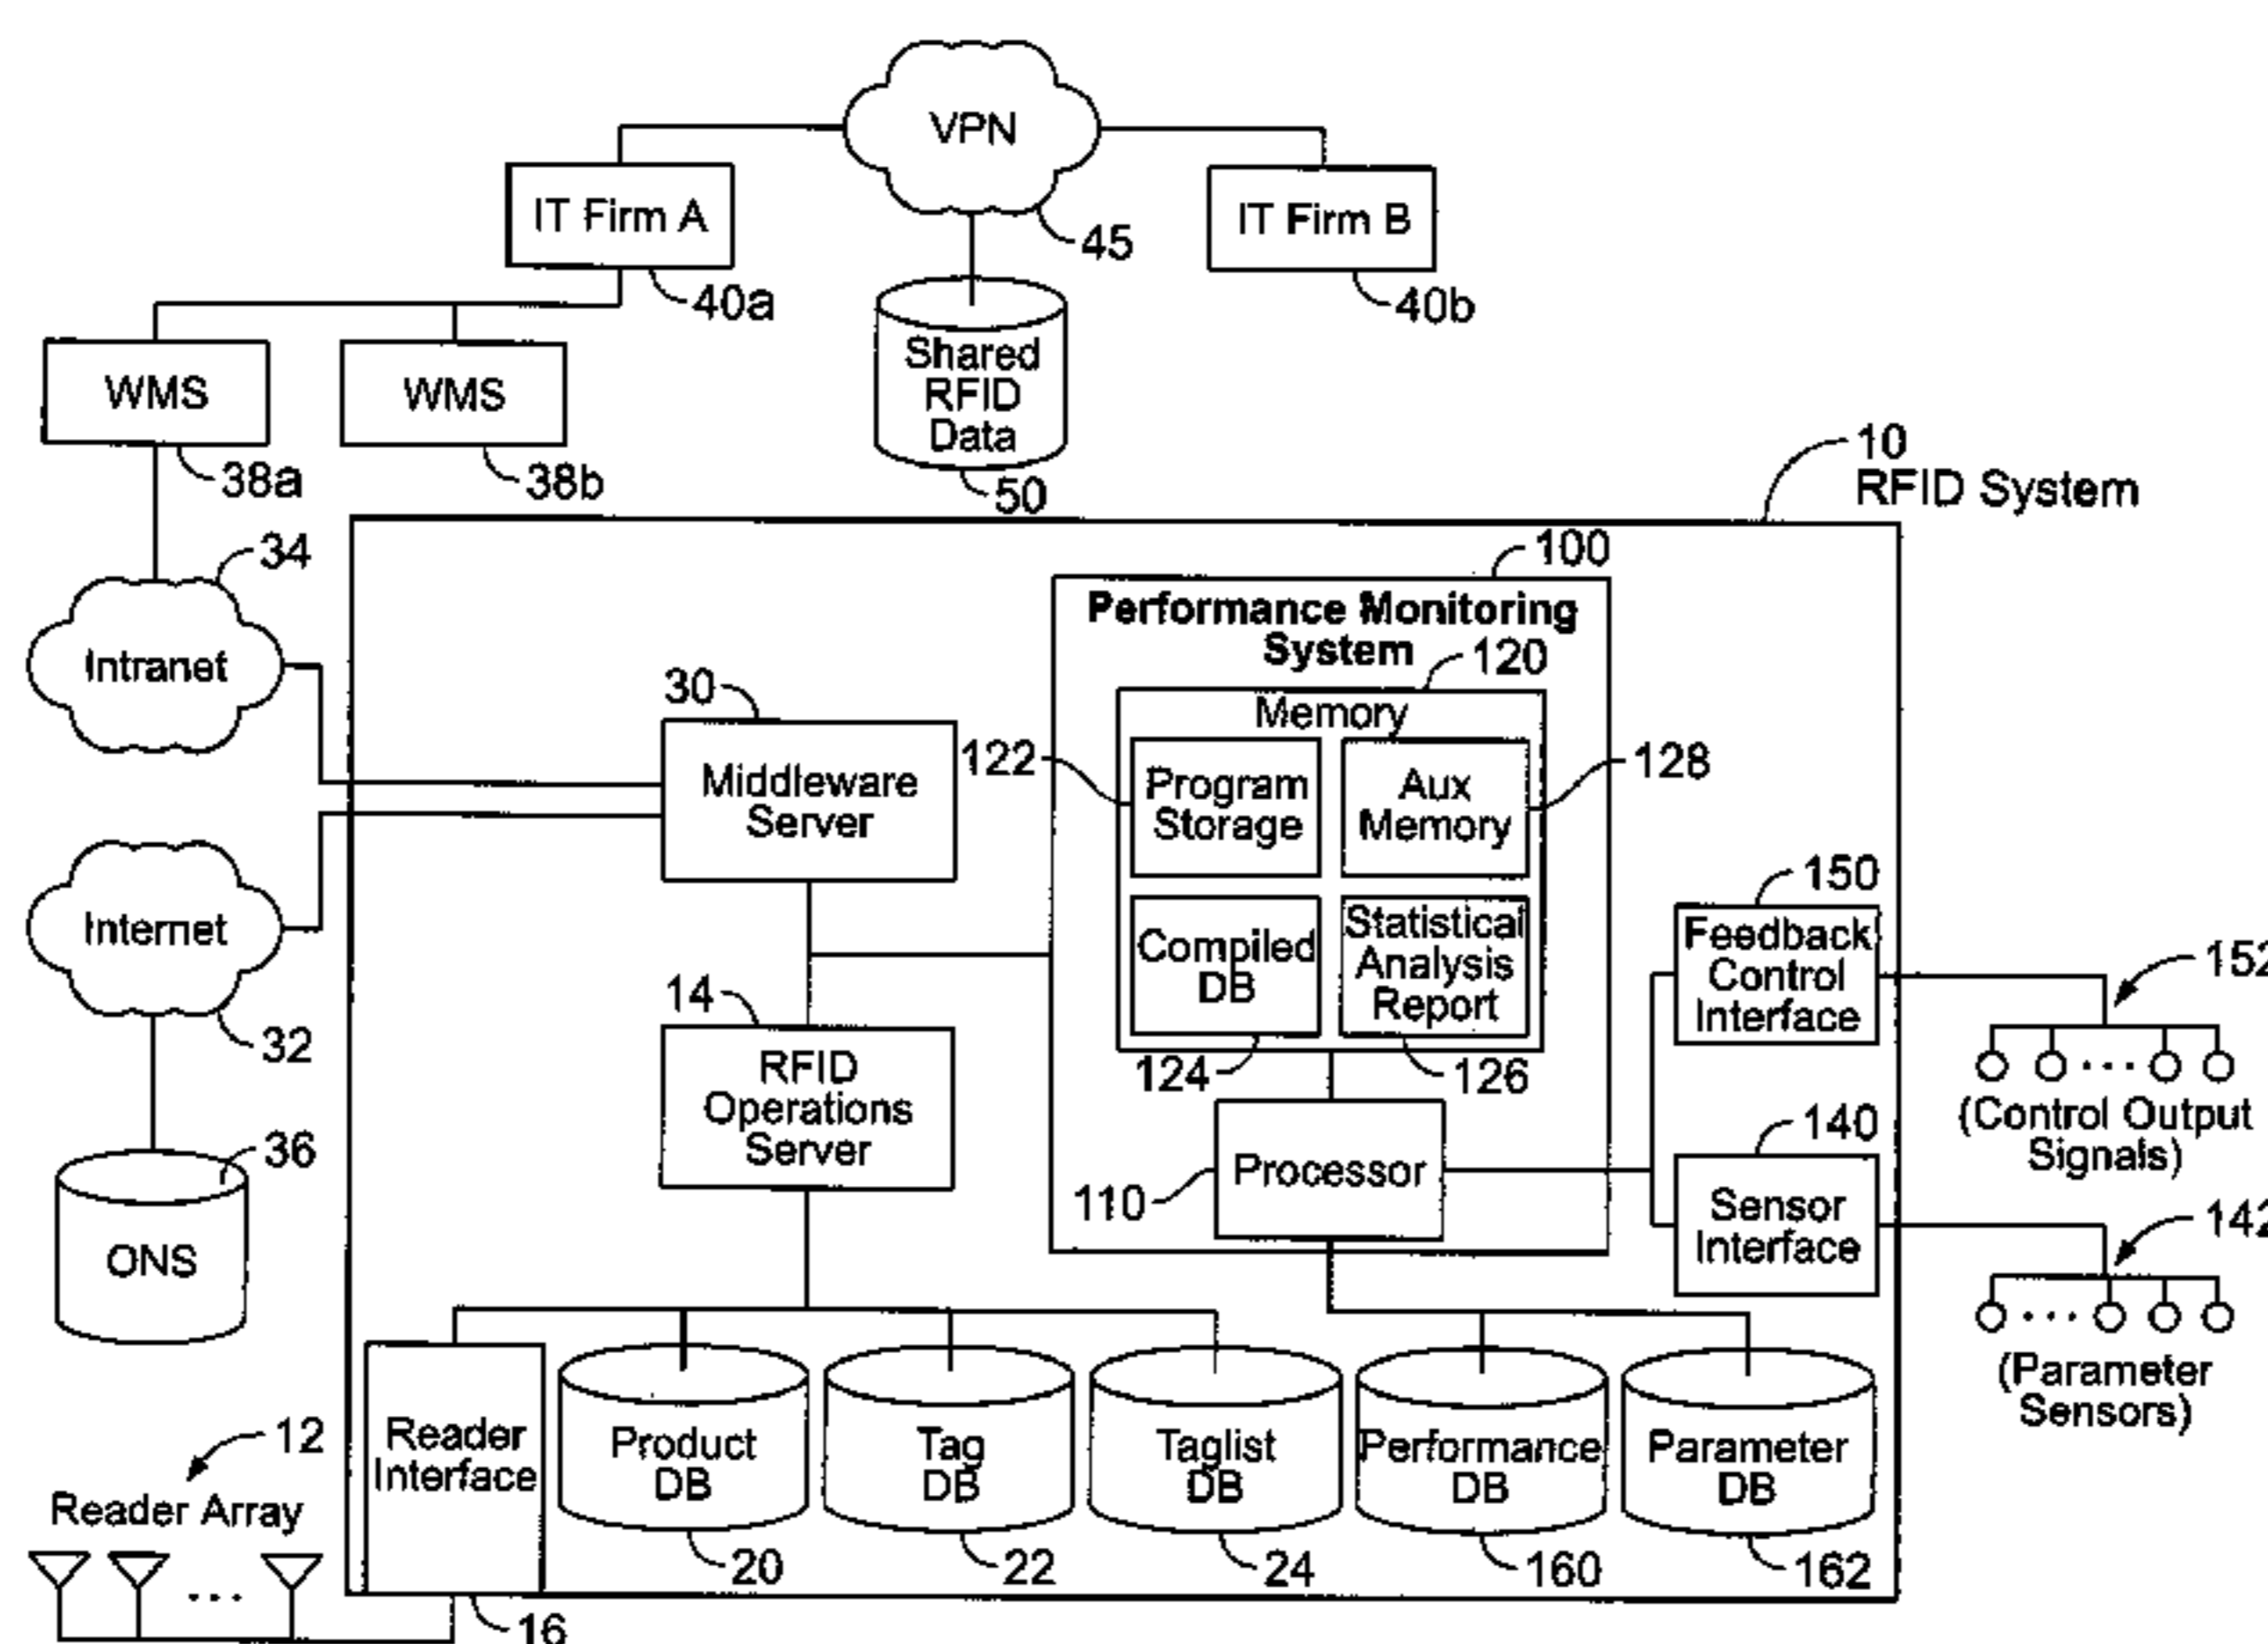 VPN
IT Firm A
IT Firm B
45
40a
40b
WMS
WMS
Shared
RFID
Data
38a
38b
50
10
RFID System
34
100
Performance Monitoring
System
120
Intranet
30
Memory
122
128
Middleware
Server
Program
Storage
Aux
Memory
150
Internet
Compiled
DB
Statistical
Analysis
Report
Feedback
Control
Interface
152
14
32
124
126
RFID
Operations
Server
(Control Output
Signals)
36
140
110
Processor
Sensor
Interface
142
ONS
(Parameter
Sensors)
12
Reader Array
Reader
Interface
Product
DB
Tag
DB
Taglist
DB
Performance
DB
Parameter
DB
20
22
24
160
162
16